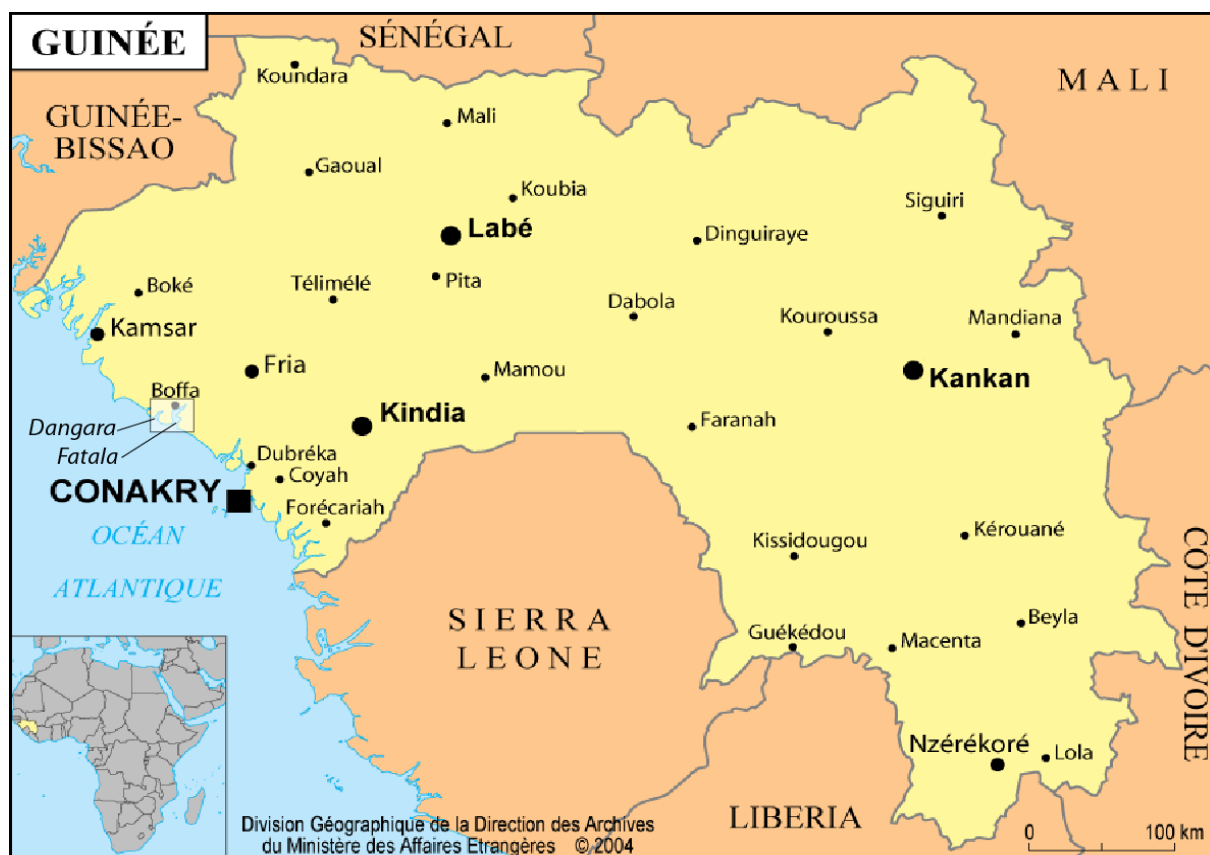 GUINÉE
SÉNÉGAL
MALI
Koundara
GUINÉE-
BISSAO
Mali
Gaoual
Koubia
Siguiri
Labé
Dinguiraye
Pita
Boké
Télimélé
Dabola
Kouroussa
Mandiana
Kamsar
Fria
Mamou
Kankan
Boffa
Kindia
Dangara
Faranah
Fatala
Dubréka
Coyah
CONAKRY
Forécariah
OCÉAN
Kérouané
Kissidougou
ATLANTIQUE
SIERRA
LEONE
Beyla
Guékédou
Macenta
COTE D'IVOIRE
Nzérékoré
Lola
LIBERIA
Division Géographique de la Direction des Archives
du Ministère des Affaires Etrangères © 2004
0 100 km